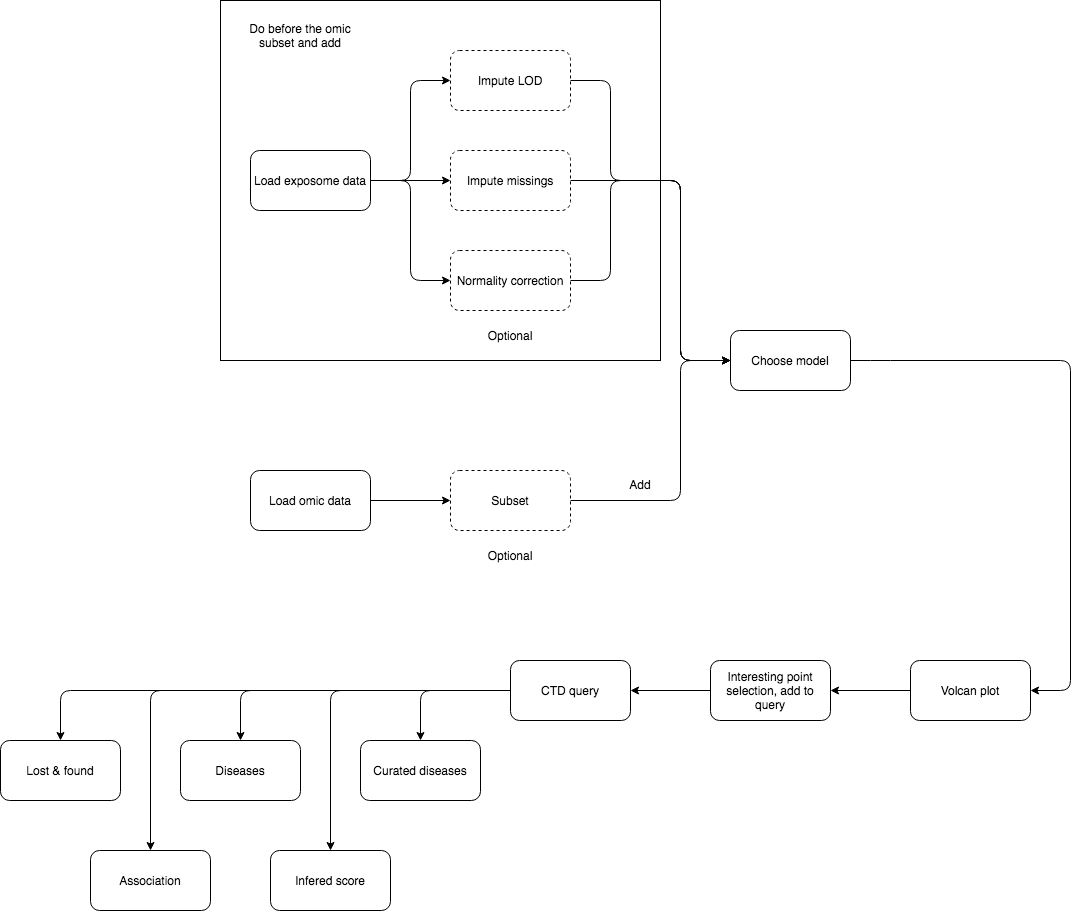 Do before the omic
subset and add
Impute LOD
Load exposome data
Impute missings
Normality correction
Optional
Choose model
Load omic data
Subset
Add
Optional
CTD query
Interesting point
selection, add to
query
Volcan plot
Lost & found
Diseases
Curated diseases
Association
Infered score